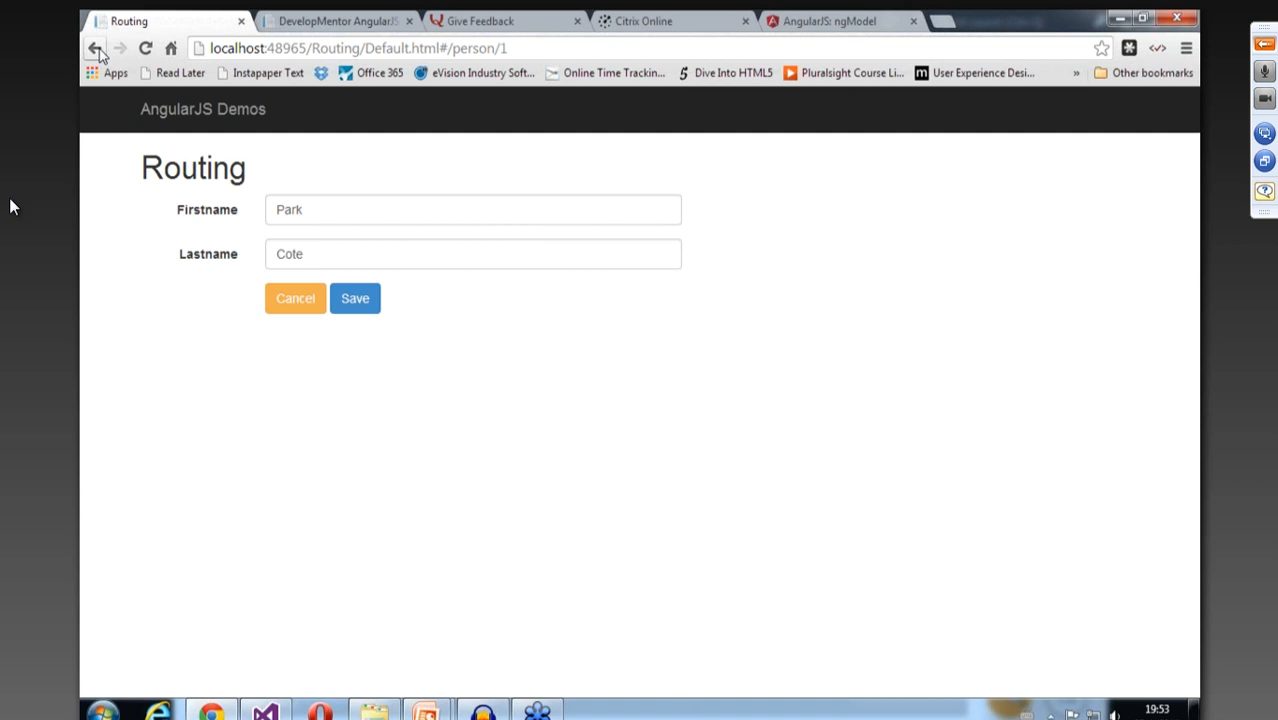 Routing
DevelopMentor AngularJS
Give Feedback
Citrix Online
AngularJS: ngModel
localhost:48965/Routing/Default.html#/person/1
Apps
Read Later
Instapaper Text
Office 365
eVision Industry Soft...
Online Time Trackin...
Dive Into HTML5
Pluralsight Course Li...
User Experience Desi...
»
Other bookmarks
AngularJS Demos
Routing
Firstname
Park
Lastname
Cote
Cancel
Save
19:53